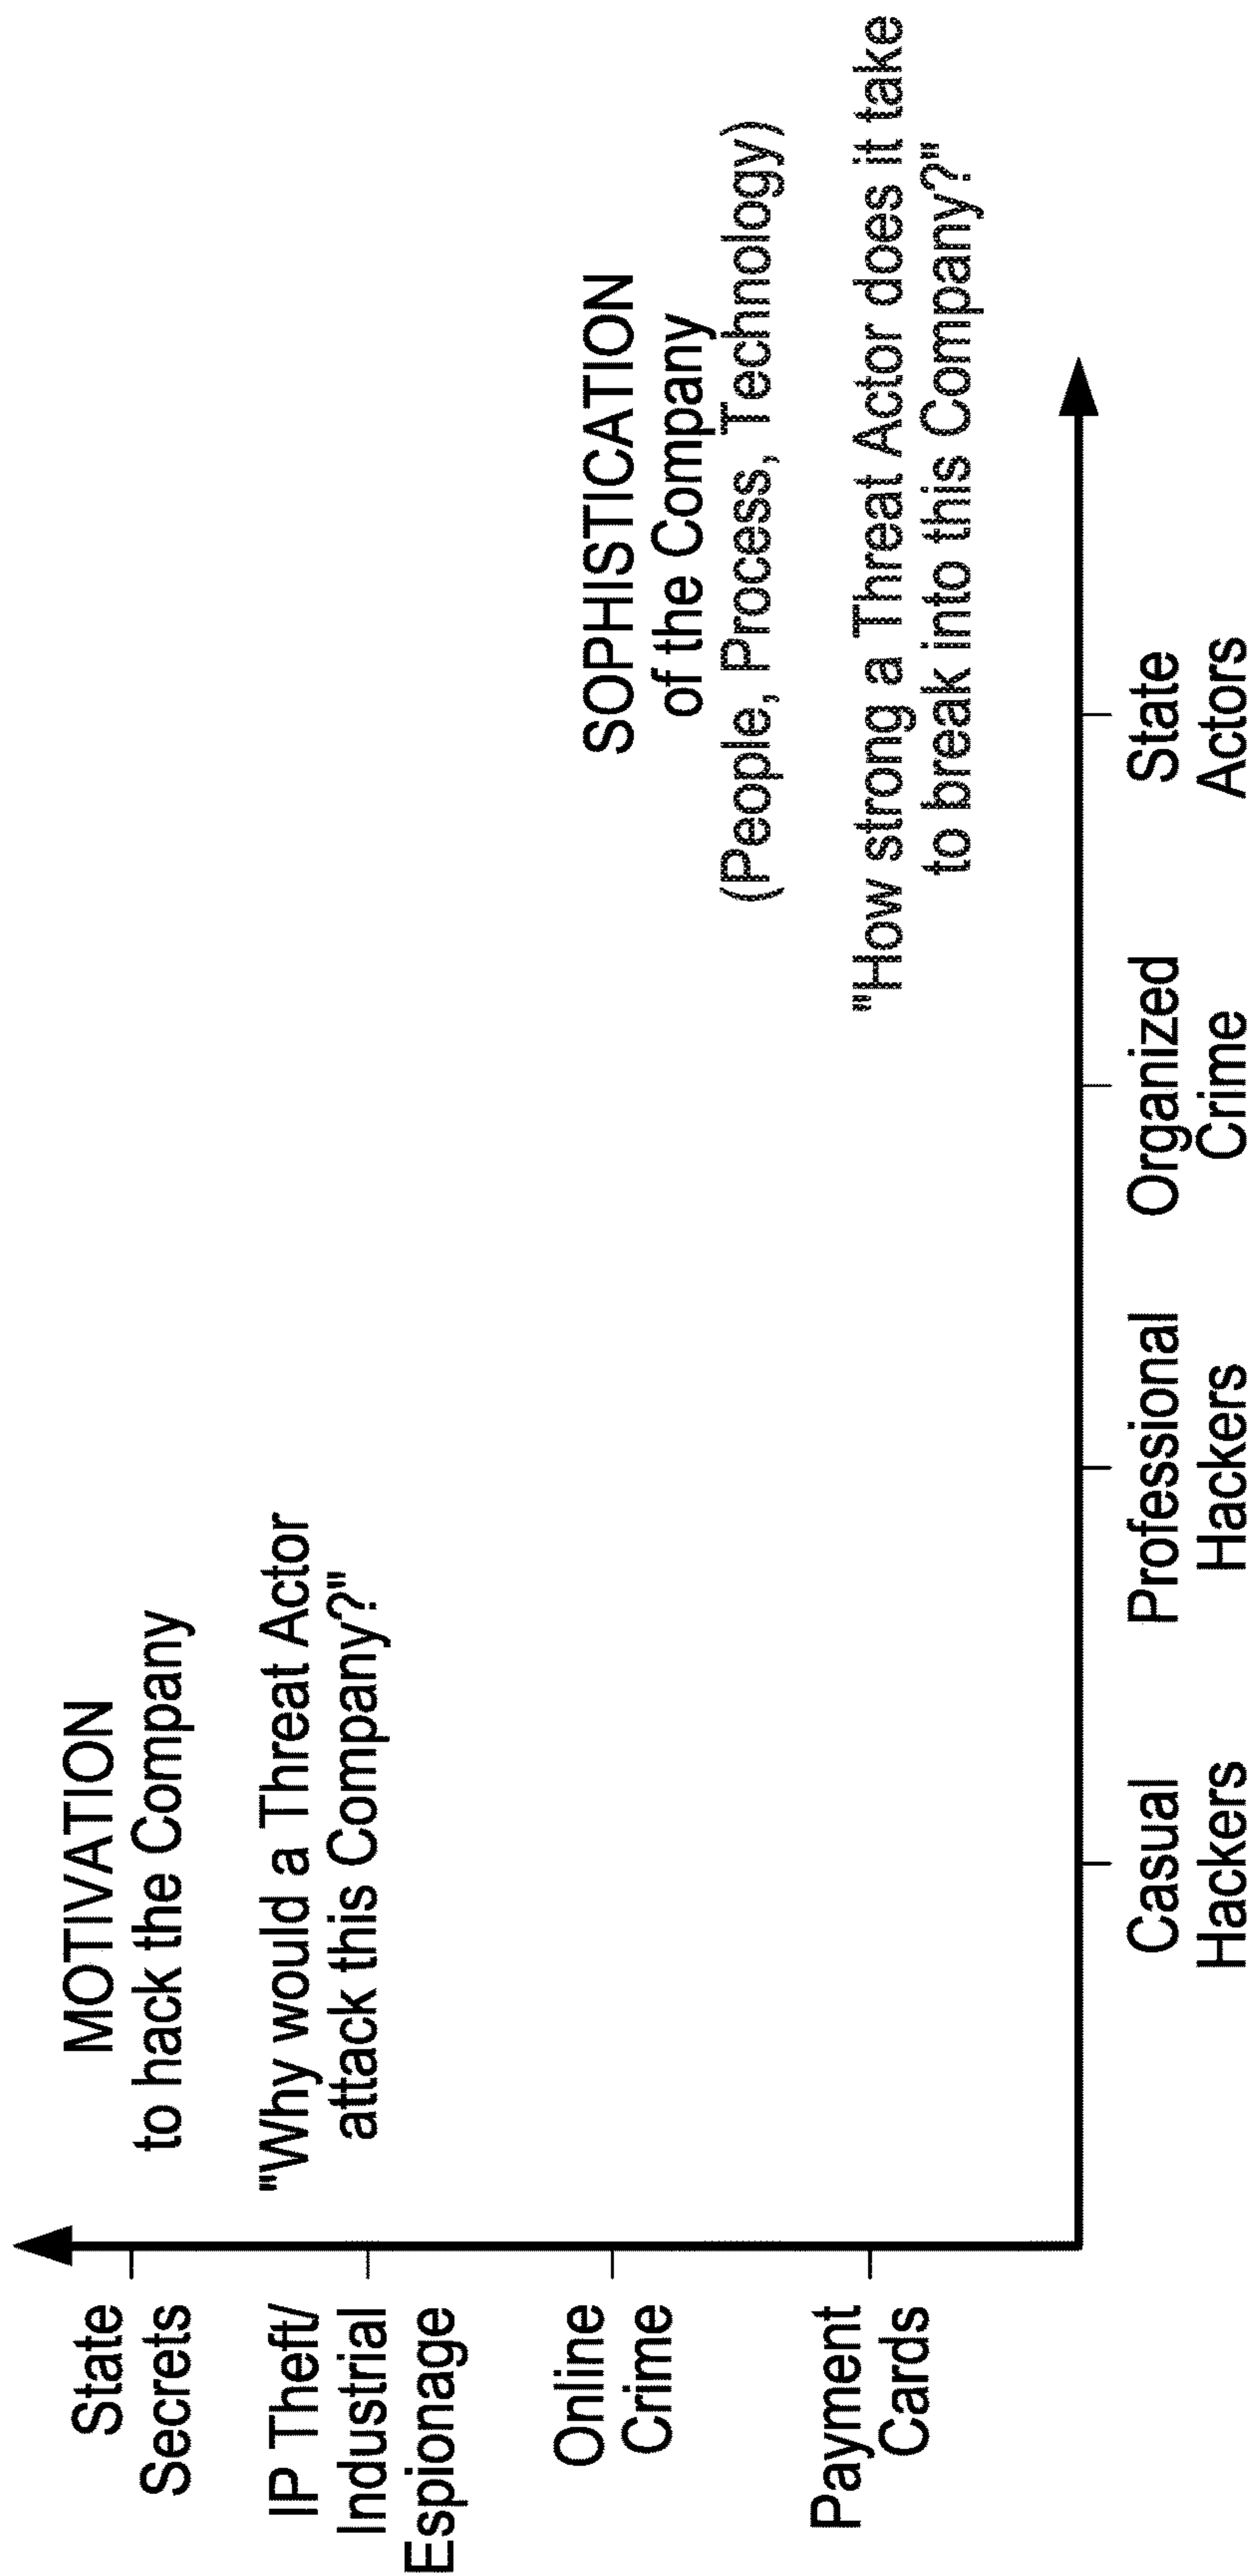 MOTIVATION
to hack the Company
"Why would a Threat Actor
attack this Company?"
State
Secrets
IP Theft/
Industrial
Espionage
Online
Crime
Payment
Cards
SOPHISTICATION
of the Company
(People, Process, Technology)
"How strong a Threat Actor does it take
to break into this Company?"
Casual
Hackers
Professional
Hackers
Organized
Crime
State
Actors